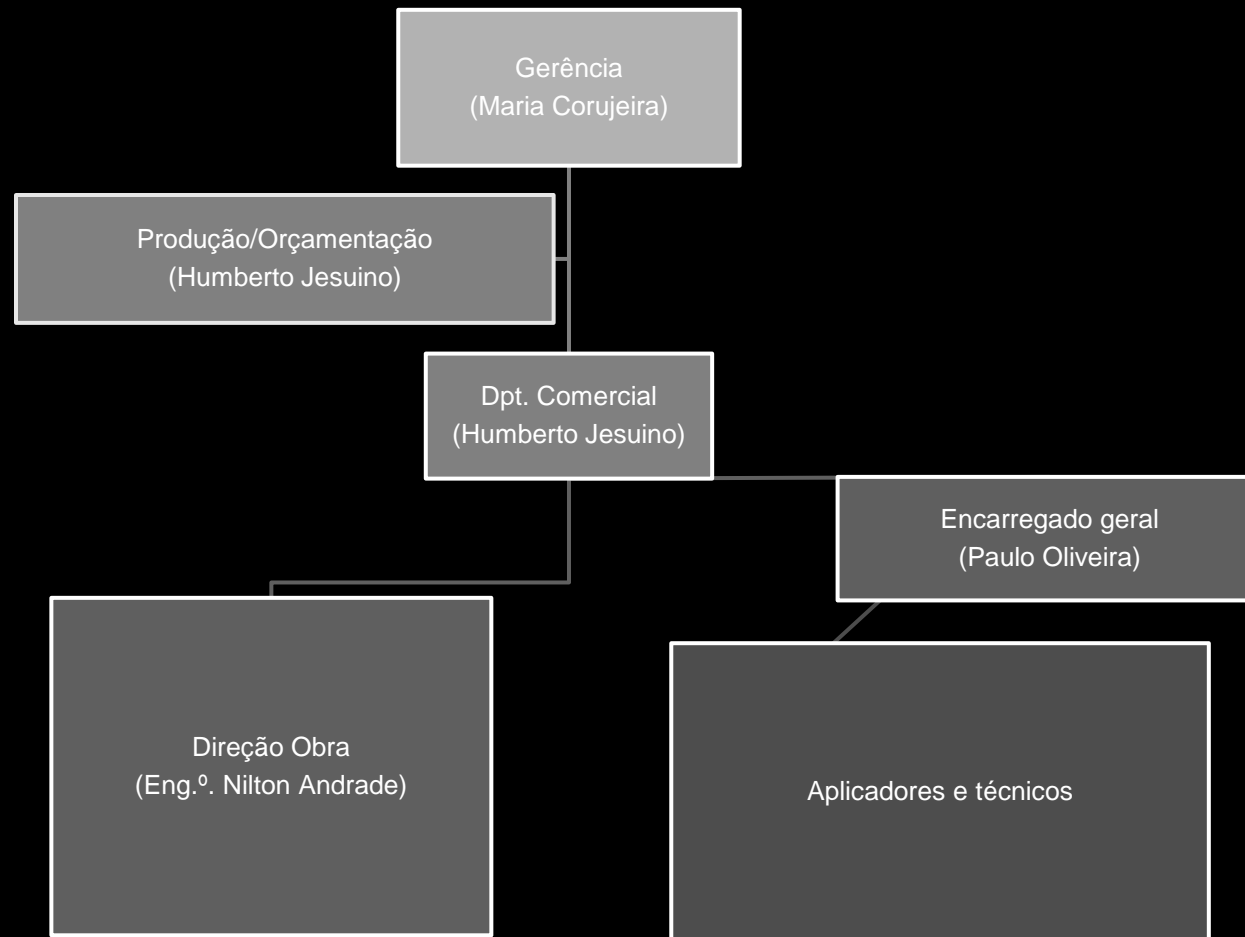 Gerência
(Maria Corujeira)
Produção/Orçamentação
(Humberto Jesuino)
Dpt. Comercial
(Humberto Jesuino)
Encarregado geral
(Paulo Oliveira)
Direção Obra
(Eng.º. Nilton Andrade)
Aplicadores e técnicos